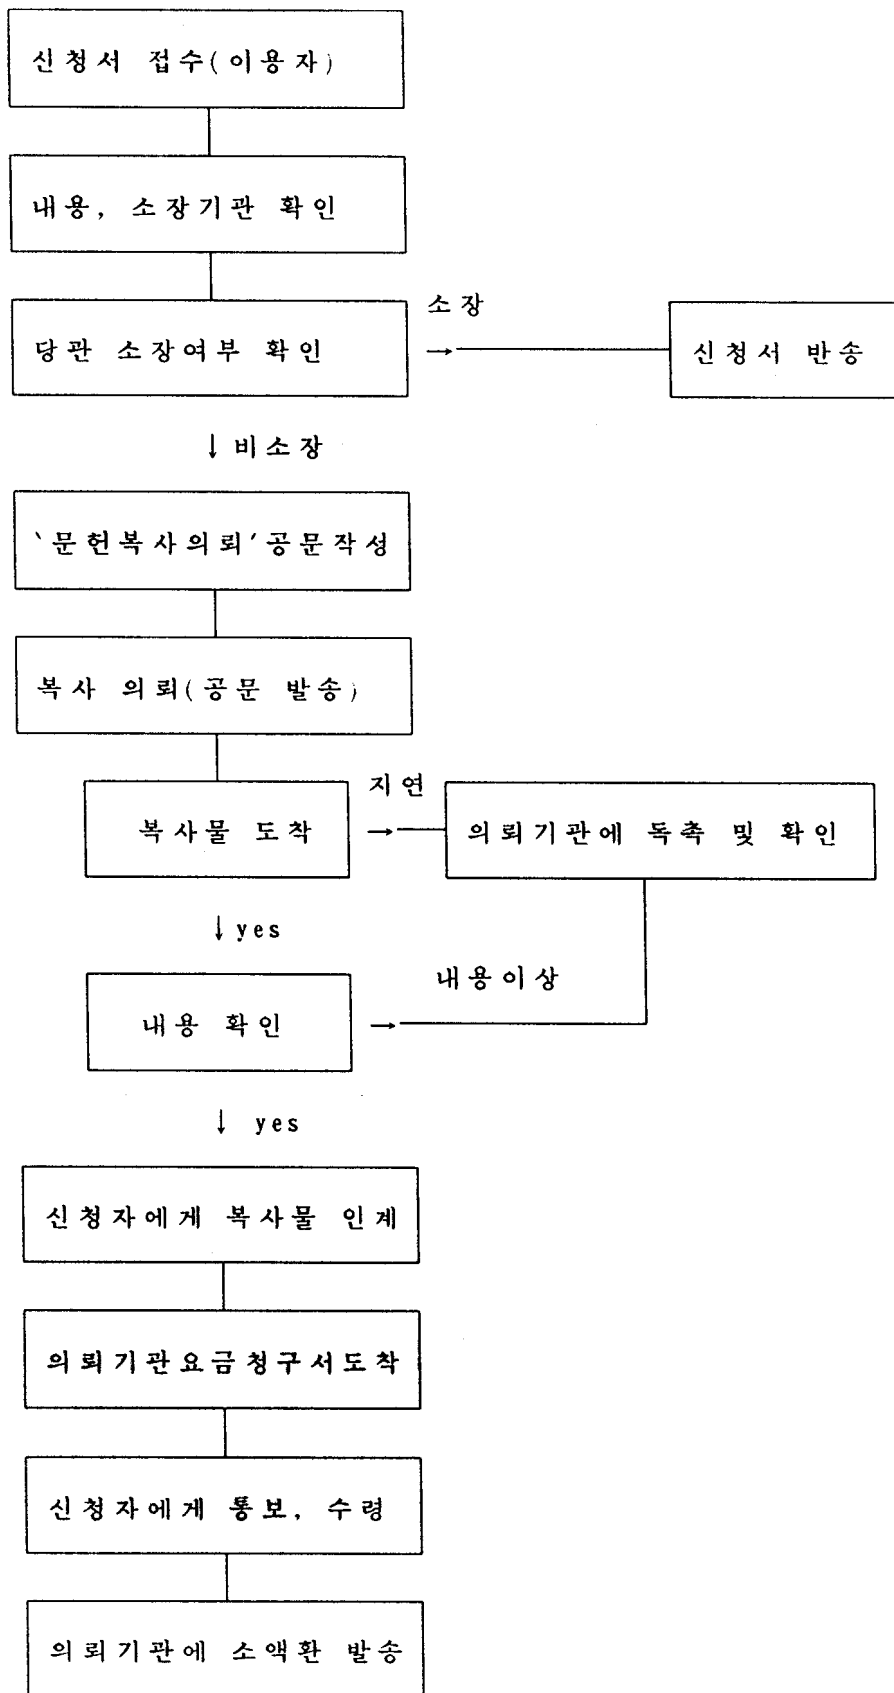 신청서 접수(이용자)
내용, 소장기관 확인
소장
당관 소장여부 확인 →
신청서 반송
↓ 비소장
‵문헌복사의뢰′공문작성
복사 의뢰(공문 발송)
지연
복사물 도착 →
의뢰기관에 독촉 및 확인
↓ yes
내용이상
내용 확인 →
↓ yes
신청자에게 복사물 인계
의뢰기관요금청구서도착
신청자에게 통보, 수령
의뢰기관에 소액환 발송